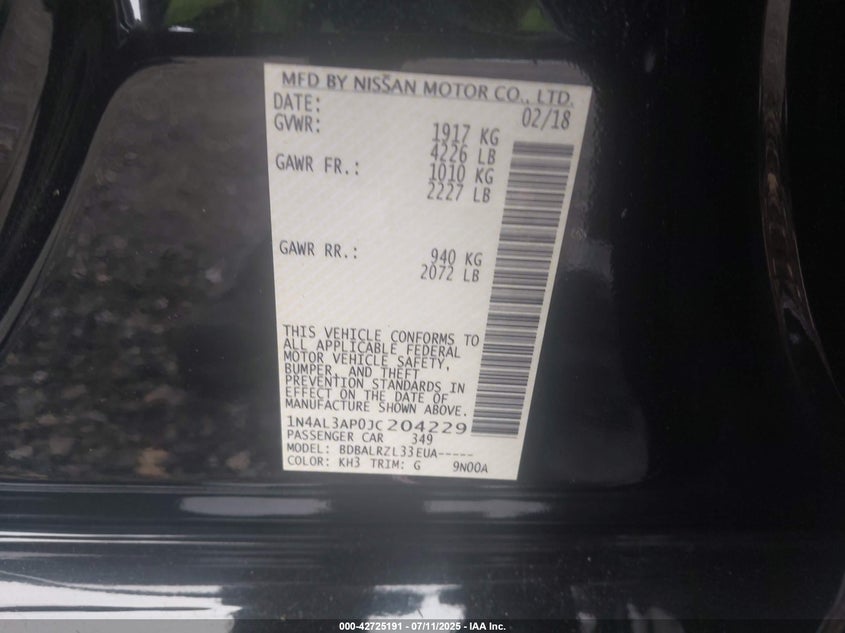 MFD BY NISSAN MOTOR CO., LTD.
DATE: 02/18
GVWR: 1917 KG
4226 LB
GAWR FR.: 1010 KG
2227 LB
GAWR RR.: 940 KG
2072 LB
THIS VEHICLE CONFORMS TO
ALL APPLICABLE FEDERAL
MOTOR VEHICLE SAFETY,
BUMPER, AND THEFT
PREVENTION STANDARDS IN
EFFECT ON THE DATE OF
MANUFACTURE SHOWN ABOVE.
1N4AL3AP0JC204229
PASSENGER CAR 349
MODEL: BDBALRZL33EUA-----
COLOR: KH3 TRIM: G 9N00A
000-42725191 - 07/11/2025 - IAA Inc.